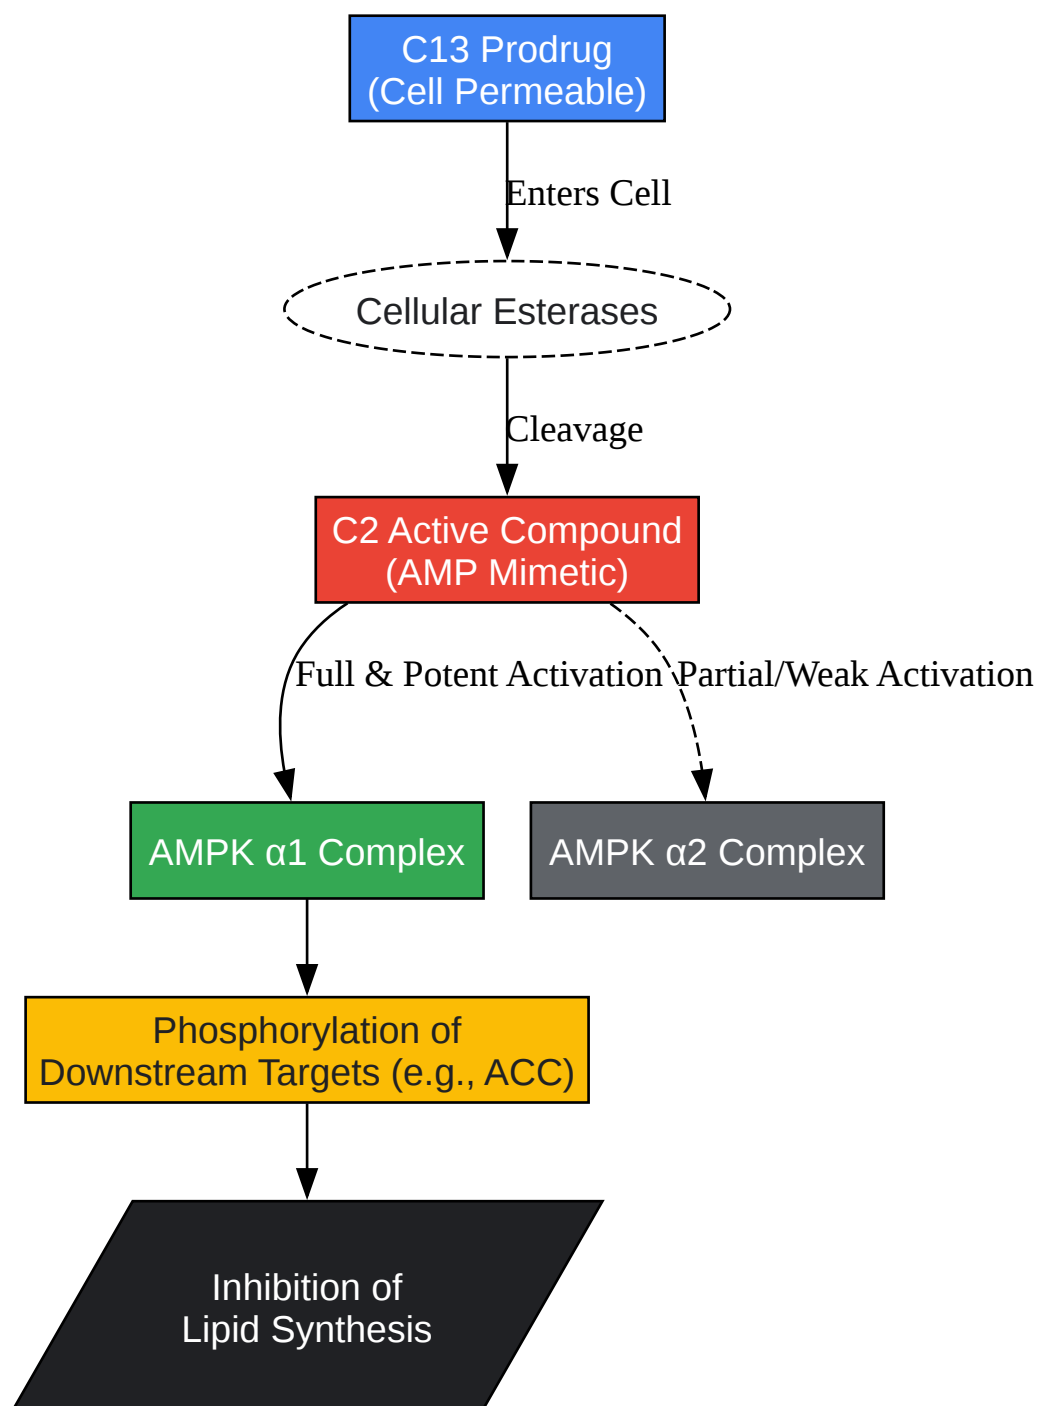 C13 Prodrug
(Cell Permeable)
Enters Cell
Cellular Esterases
Cleavage
C2 Active Compound
(AMP Mimetic)
Full & Potent Activation
Partial/Weak Activation
AMPK α1 Complex
AMPK α2 Complex
Phosphorylation of
Downstream Targets (e.g., ACC)
Inhibition of
Lipid Synthesis